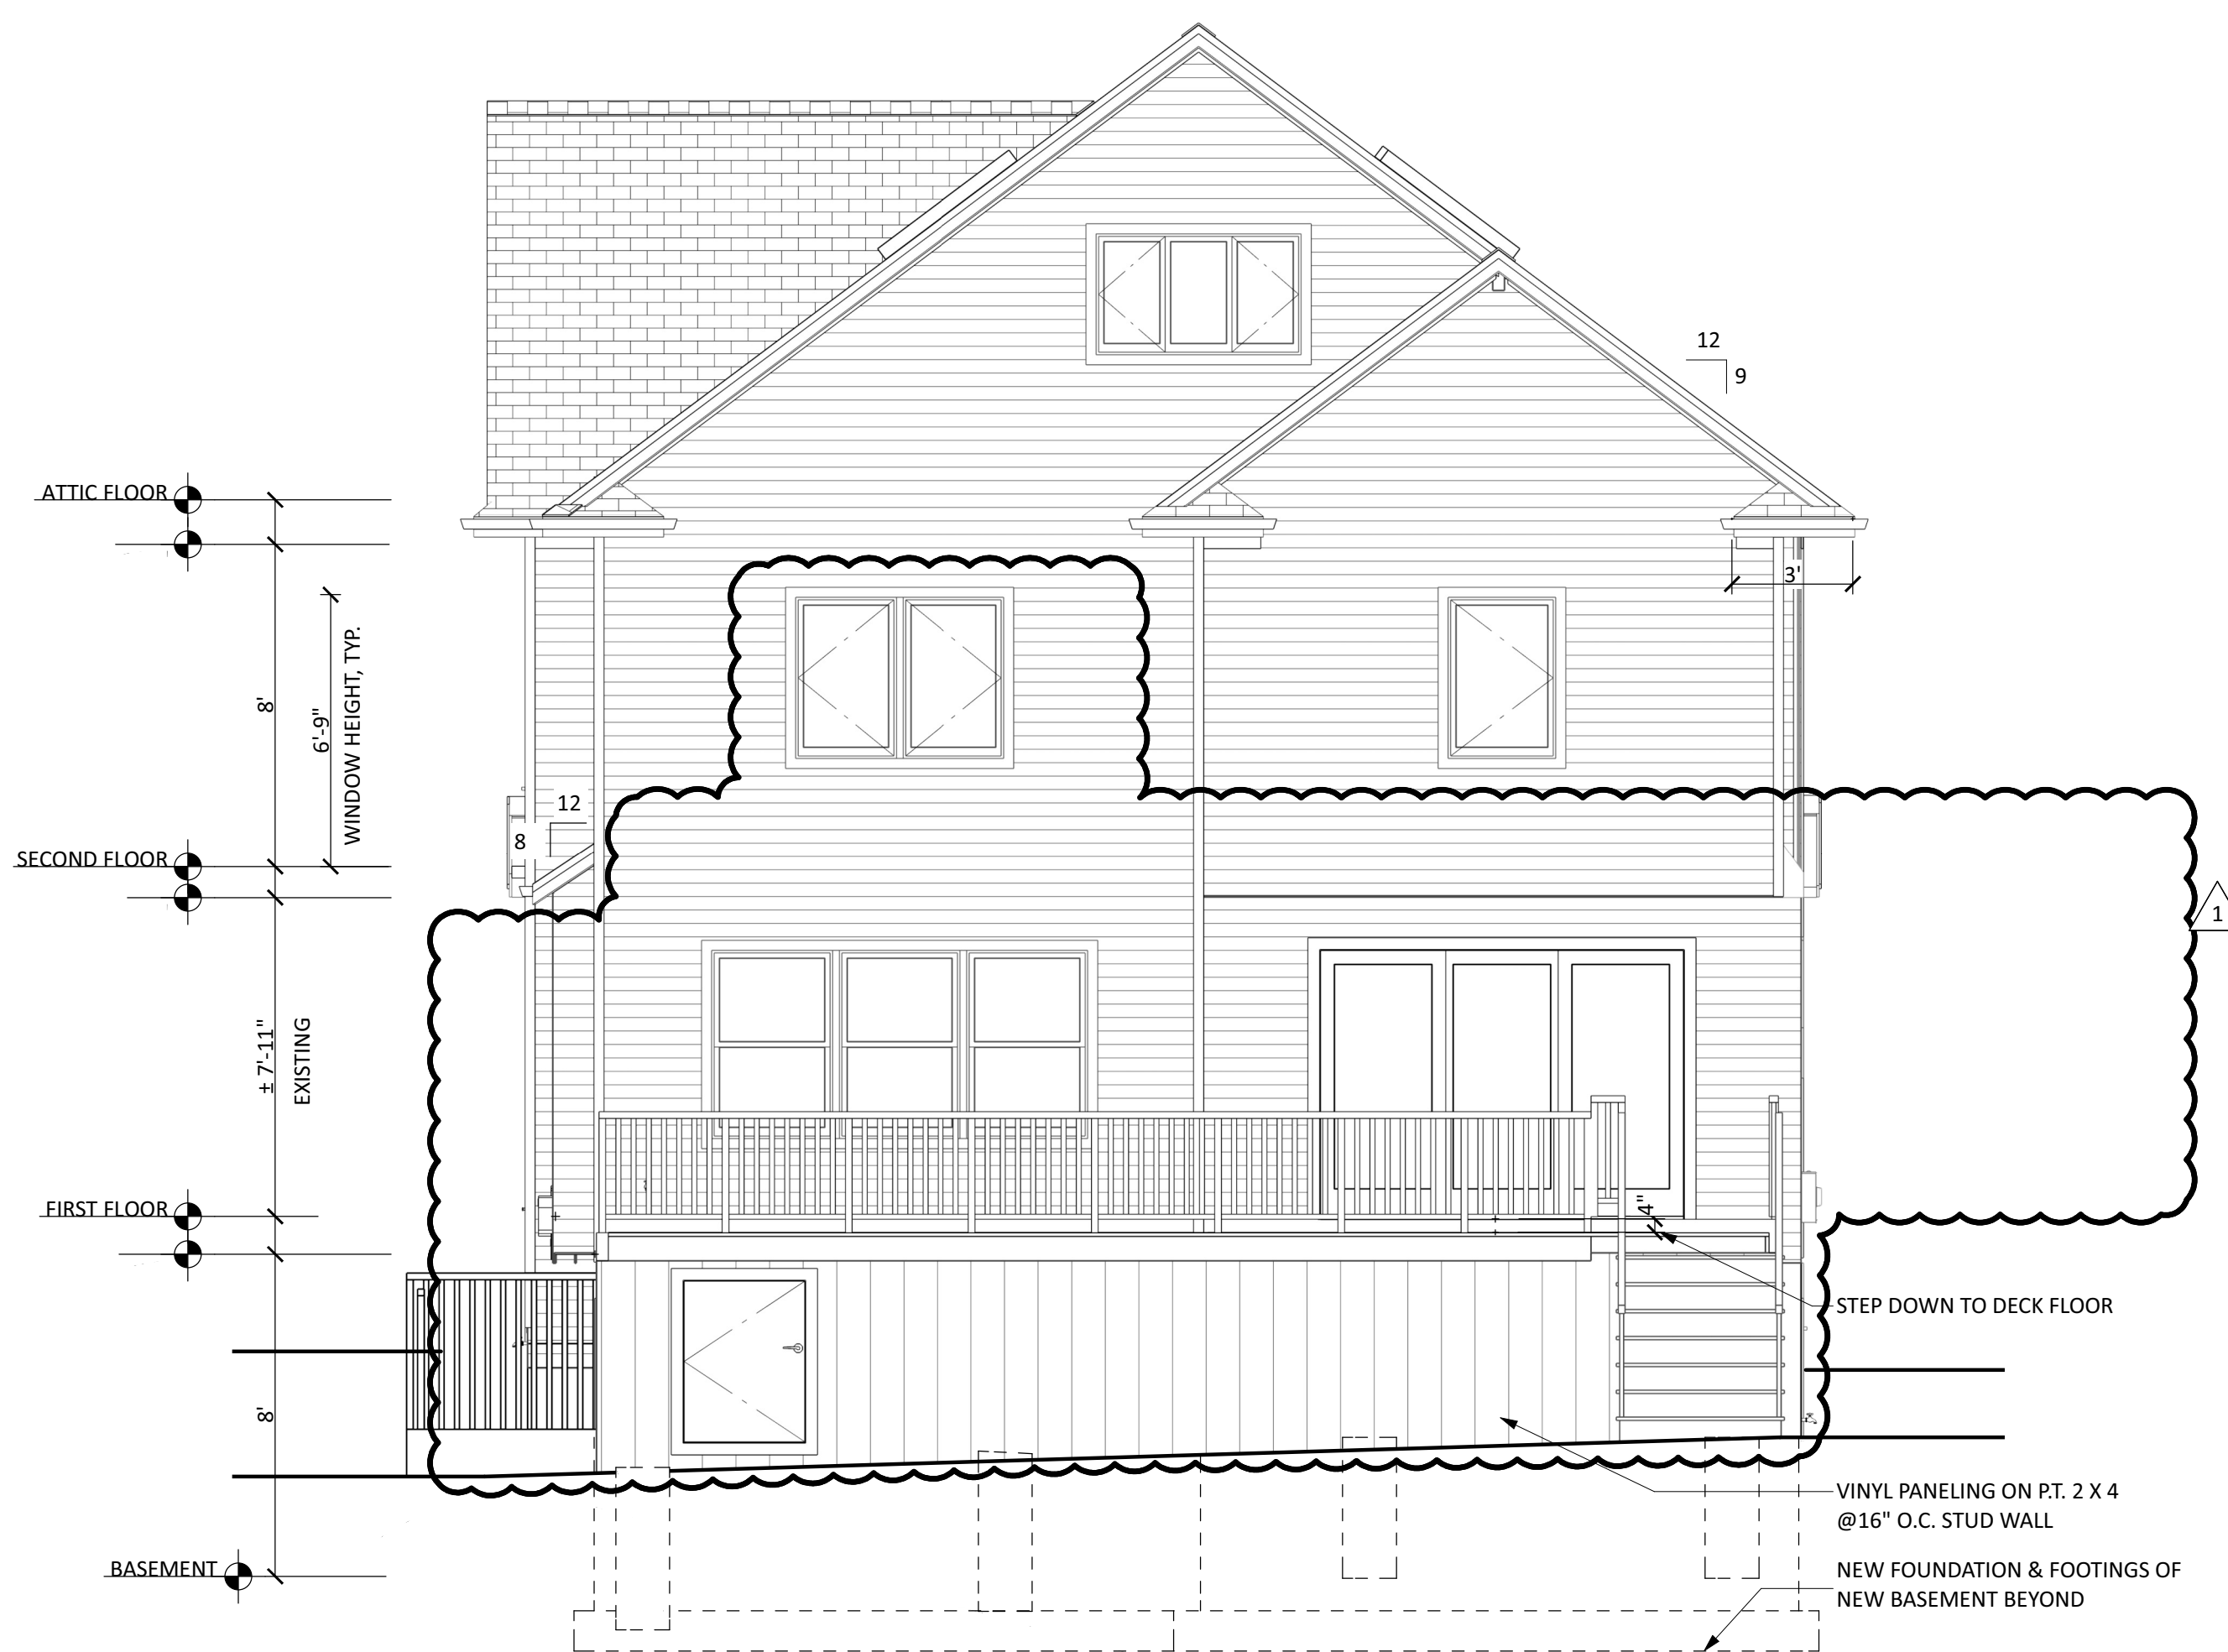 12
9
ATTIC FLOOR
3'
8'
6'-9"
WINDOW HEIGHT, TYP.
12
8
SECOND FLOOR
1
± 7'-11"
EXISTING
FIRST FLOOR
4"
STEP DOWN TO DECK FLOOR
8'
VINYL PANELING ON P.T. 2 X 4
@16" O.C. STUD WALL
BASEMENT
NEW FOUNDATION & FOOTINGS OF
NEW BASEMENT BEYOND